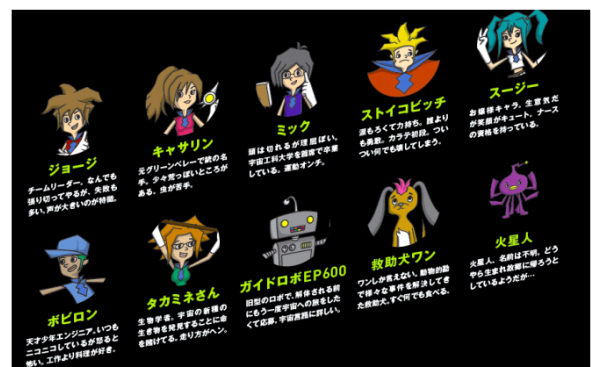 ジョージ
チームリーダー。なんでも
張り切ってやるが、失敗も
多い。声が大きいのが特徴。
キャサリン
元グリーンベレーで銃の名
手。少々荒っぽいところが
ある。虫が苦手。
ミック
頭は切れるが理屈ぽい。
宇宙工科大学を首席で卒業
している。運動オンチ。
ストイコビッチ
涙もろくて力持ち。誰より
も勇敢。カラテ初段。つい
つい何でも壊してしまう。
スージー
お嬢様キャラ。生意気だ
が笑顔がキュート。ナース
の資格を持っている。
ボビロン
天才少年エンジニア。いつも
ニコニコしているが怒ると
怖い。工作より料理が好き。
タカミネさん
生物学者。宇宙の新種の
生き物を発見することに命
を賭けてる。走り方がヘン。
ガイドロボEP600
旧型のロボで、解体される前
にもう一度宇宙への旅をした
くて応募。宇宙言語に詳しい。
救助犬ワン
ワンしか言えない。動物的勘
で様々な事件を解決してき
た救助犬。すぐ何でも食べる。
火星人
火星人。名前は不明。どう
やら生まれ故郷に帰ろうと
しているようだが…